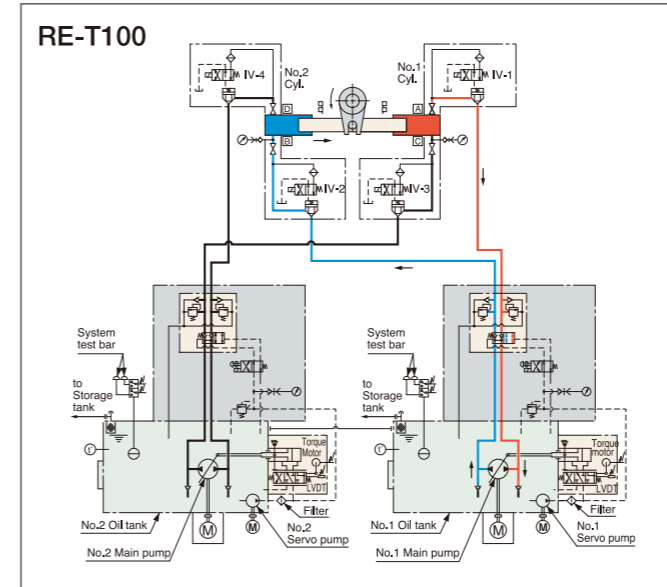 RE-T100
IV-4
No.2
Cyl.
No.1
Cyl.
IV-1
D
A
B
C
IV-2
IV-3
System
test bar
to
Storage
tank
Torque
Motor
LVDT
M
M
Filter
No.2 Oil tank
No.2
Servo pump
No.2 Main pump
System
test bar
to
Storage
tank
Torque
motor
LVDT
M
M
Filter
No.1 Oil tank
No.1
Servo pump
No.1 Main pump